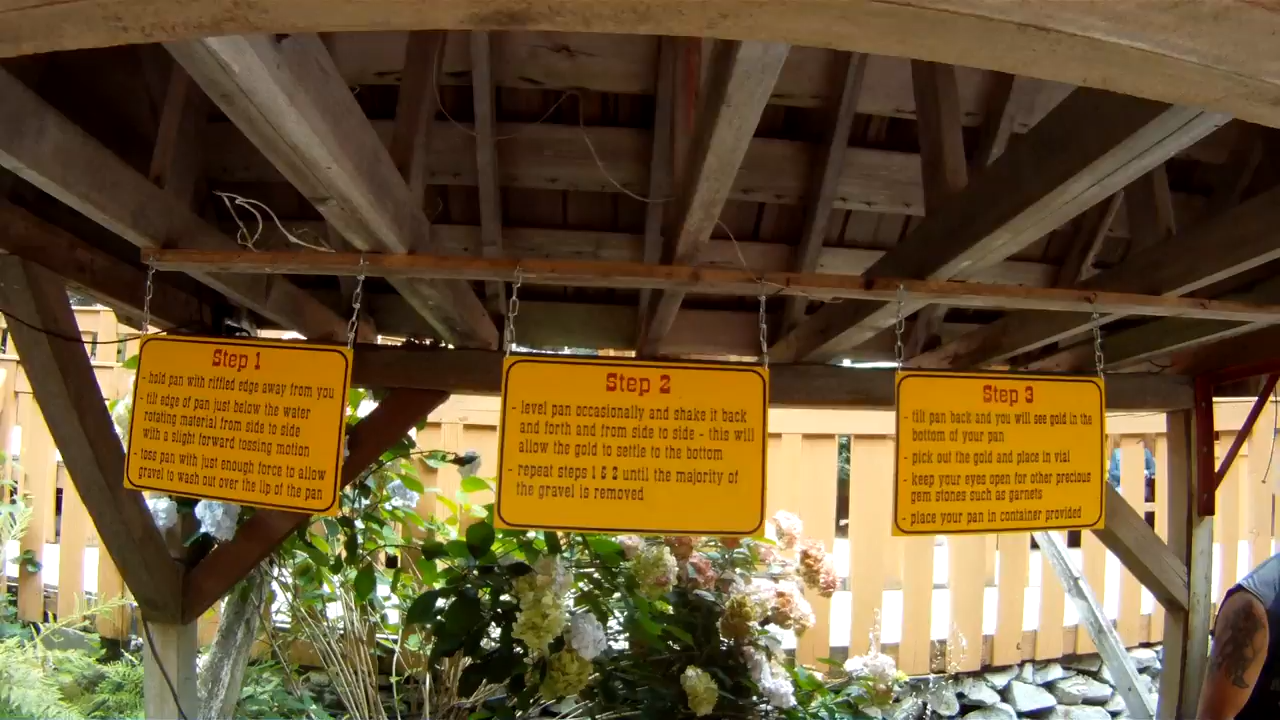 Step 1
- hold pan with riffled edge away from you
- tilt edge of pan just below the water
rotating material from side to side
with a slight forward tossing motion
- toss pan with just enough force to allow
gravel to wash out over the lip of the pan
Step 2
- level pan occasionally and shake it back
and forth and from side to side - this will
allow the gold to settle to the bottom
- repeat steps 1 & 2 until the majority of
the gravel is removed
Step 3
- tilt pan back and you will see gold in the
bottom of your pan
- pick out the gold and place in vial
- keep your eyes open for other precious
gem stones such as garnets
- place your pan in container provided